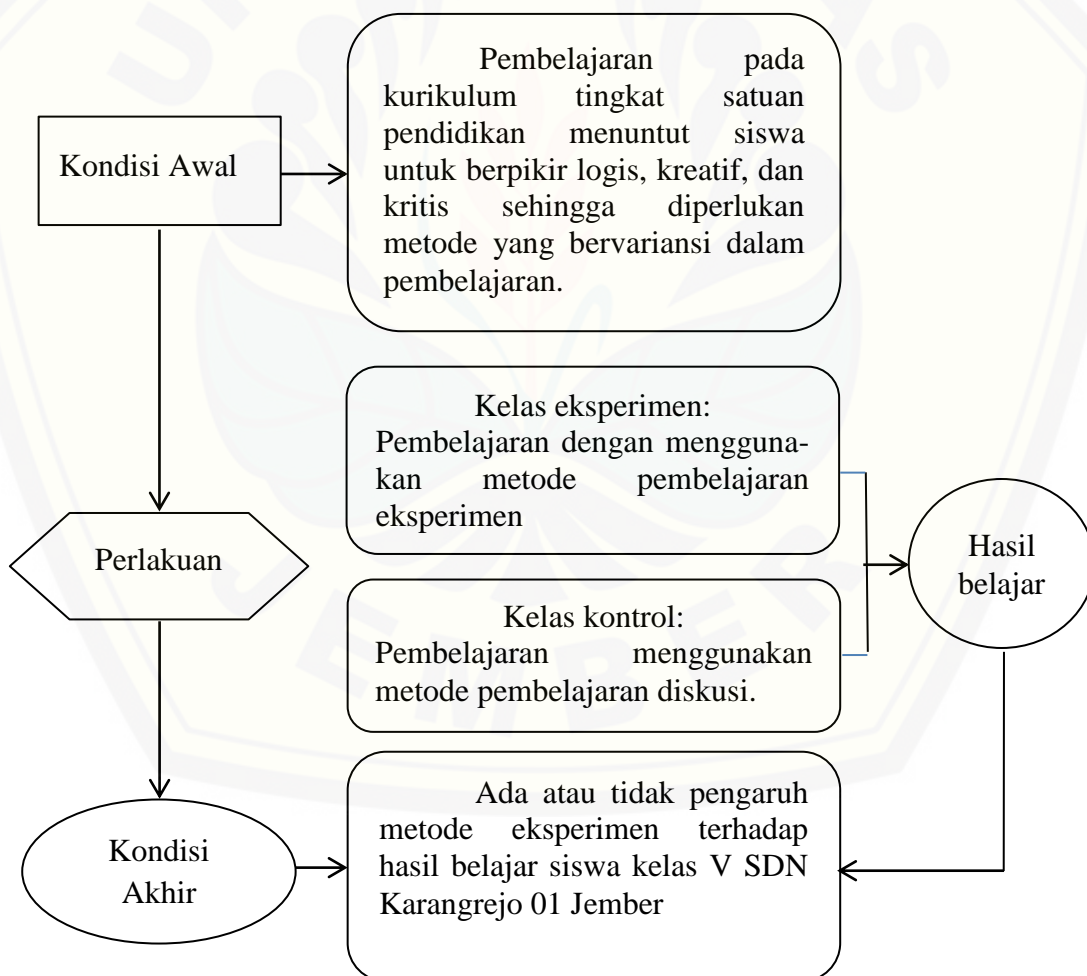 Pembelajaran pada
kurikulum tingkat satuan
pendidikan menuntut siswa
untuk berpikir logis, kreatif, dan
kritis sehingga diperlukan
metode yang bervariansi dalam
pembelajaran.
Kondisi Awal
Kelas eksperimen:
Pembelajaran dengan mengguna-
kan metode pembelajaran
eksperimen
Perlakuan
Hasil
belajar
Kelas kontrol:
Pembelajaran menggunakan
metode pembelajaran diskusi.
Kondisi
Akhir
Ada atau tidak pengaruh
metode eksperimen terhadap
hasil belajar siswa kelas V SDN
Karangrejo 01 Jember
JEMBER